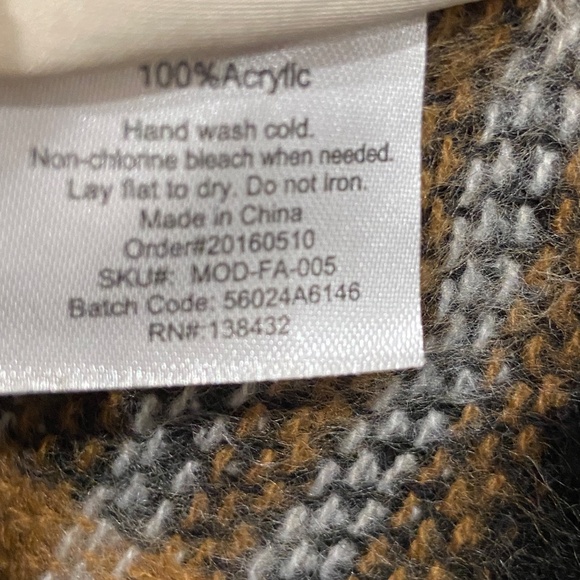 100%Acrylic
Hand wash cold.
Non-chlorine bleach when needed.
Lay flat to dry. Do not Iron.
Made in China
Order#20160510
SKU#: MOD-FA-005
Batch Code: 56024A6146
RN#:138432